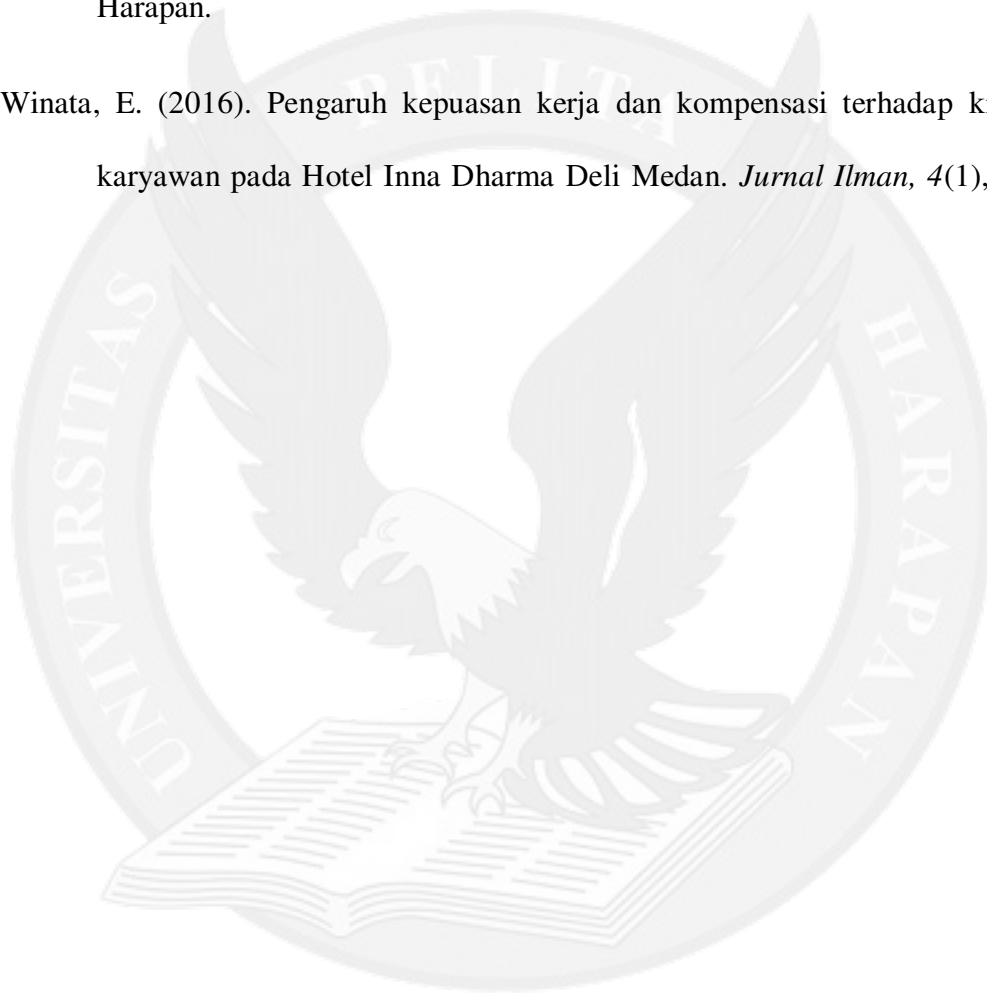 Harapan.
PELITA
Winata, E. (2016). Pengaruh kepuasan kerja dan kompensasi terhadap
karyawan pada Hotel Inna Dharma Deli Medan. Jurnal Ilman, 4(1),
UNIVERSITAS
HARAPAN